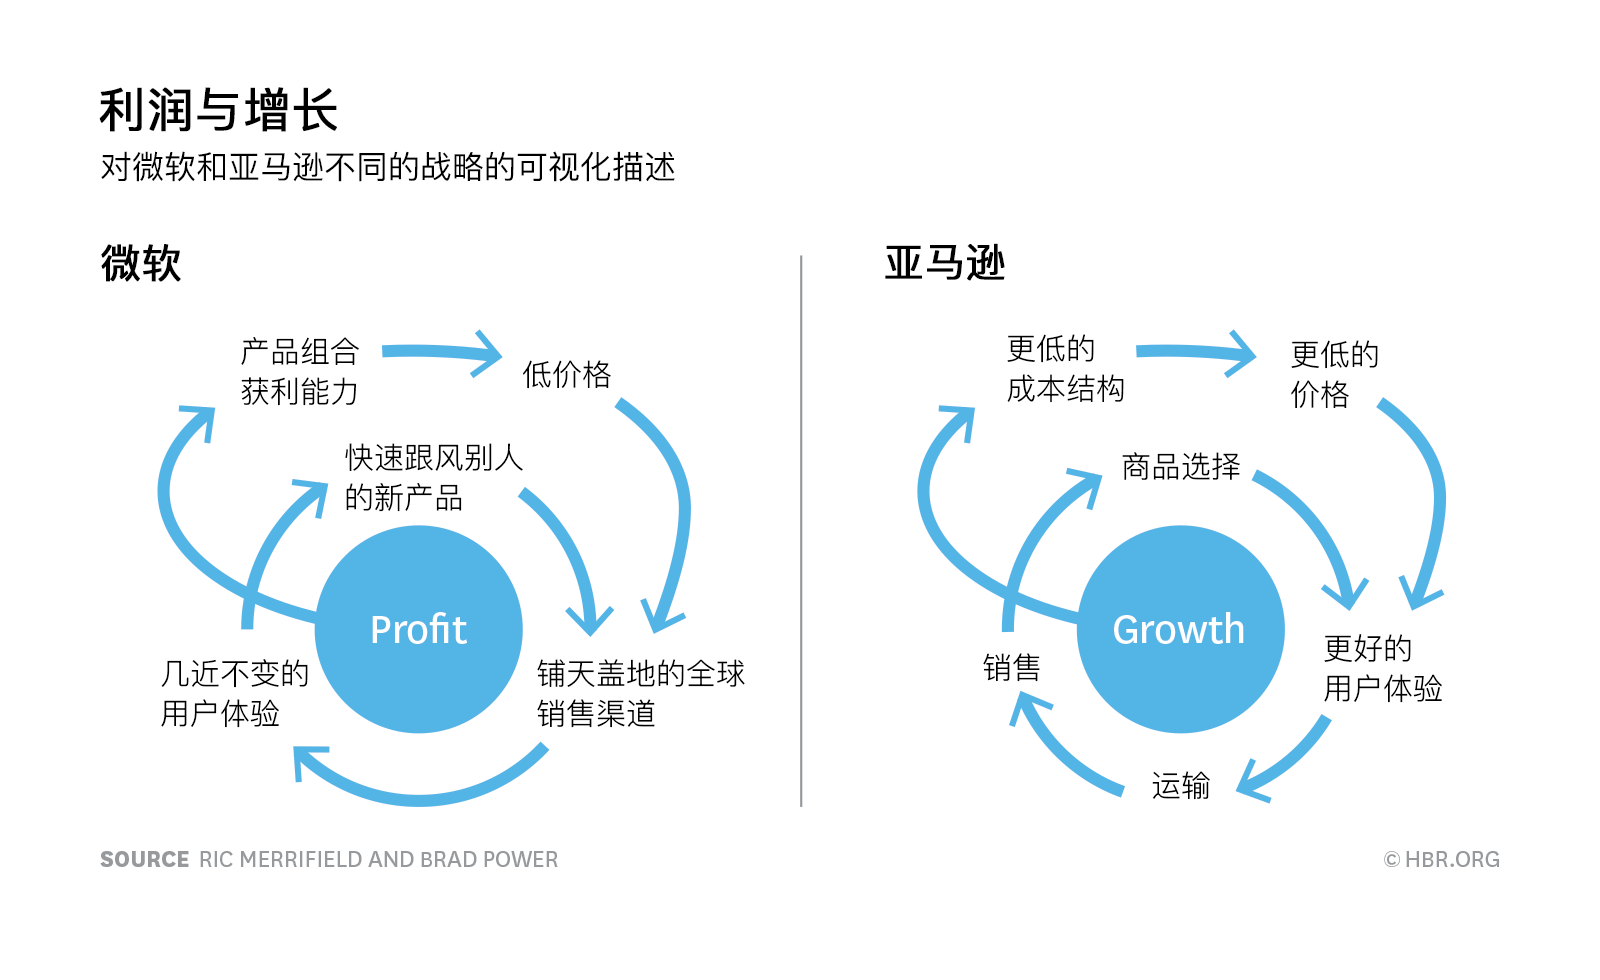 利润与增长
对微软和亚马逊不同的战略的可视化描述
微软
产品组合
获利能力
低价格
快速跟风别人
的新产品
Profit
几近不变的
用户体验
铺天盖地的全球
销售渠道
亚马逊
更低的
成本结构
更低的
价格
商品选择
Growth
更好的
用户体验
销售
运输
SOURCE RIC MERRIFIELD AND BRAD POWER
© HBR.ORG